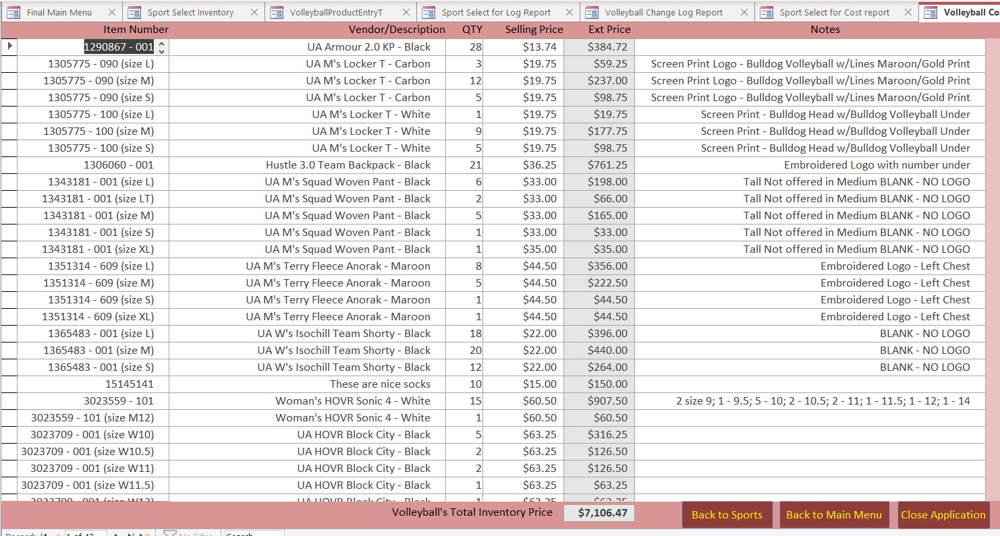 Final Main Menu Sport Select Inventory VolleyballProductEntryT Sport Select for Log Report Volleyball Change Log Report Sport Select for Cost report Volleyball Co
Item Number Vendor/Description QTY Selling Price Ext Price Notes
1290867 - 001 UA Armour 2.0 KP - Black 28 $13.74 $384.72
1305775 - 090 (size L) UA M's Locker T - Carbon 3 $19.75 $59.25 Screen Print Logo - Bulldog Volleyball w/Lines Maroon/Gold Print
1305775 - 090 (size M) UA M's Locker T - Carbon 12 $19.75 $237.00 Screen Print Logo - Bulldog Volleyball w/Lines Maroon/Gold Print
1305775 - 090 (size S) UA M's Locker T - Carbon 5 $19.75 $98.75 Screen Print Logo - Bulldog Volleyball w/Lines Maroon/Gold Print
1305775 - 100 (size L) UA M's Locker T - White 1 $19.75 $19.75 Screen Print - Bulldog Head w/Bulldog Volleyball Under
1305775 - 100 (size M) UA M's Locker T - White 9 $19.75 $177.75 Screen Print - Bulldog Head w/Bulldog Volleyball Under
1305775 - 100 (size S) UA M's Locker T - White 5 $19.75 $98.75 Screen Print - Bulldog Head w/Bulldog Volleyball Under
1306060 - 001 Hustle 3.0 Team Backpack - Black 21 $36.25 $761.25 Embroidered Logo with number under
1343181 - 001 (size L) UA M's Squad Woven Pant - Black 6 $33.00 $198.00 Tall Not offered in Medium BLANK - NO LOGO
1343181 - 001 (size LT) UA M's Squad Woven Pant - Black 2 $33.00 $66.00 Tall Not offered in Medium BLANK - NO LOGO
1343181 - 001 (size M) UA M's Squad Woven Pant - Black 5 $33.00 $165.00 Tall Not offered in Medium BLANK - NO LOGO
1343181 - 001 (size S) UA M's Squad Woven Pant - Black 1 $33.00 $33.00 Tall Not offered in Medium BLANK - NO LOGO
1343181 - 001 (size XL) UA M's Squad Woven Pant - Black 1 $35.00 $35.00 Tall Not offered in Medium BLANK - NO LOGO
1351314 - 609 (size L) UA M's Terry Fleece Anorak - Maroon 8 $44.50 $356.00 Embroidered Logo - Left Chest
1351314 - 609 (size M) UA M's Terry Fleece Anorak - Maroon 5 $44.50 $222.50 Embroidered Logo - Left Chest
1351314 - 609 (size S) UA M's Terry Fleece Anorak - Maroon 1 $44.50 $44.50 Embroidered Logo - Left Chest
1351314 - 609 (size XL) UA M's Terry Fleece Anorak - Maroon 1 $44.50 $44.50 Embroidered Logo - Left Chest
1365483 - 001 (size L) UA W's Isochill Team Shorty - Black 18 $22.00 $396.00 BLANK - NO LOGO
1365483 - 001 (size M) UA W's Isochill Team Shorty - Black 20 $22.00 $440.00 BLANK - NO LOGO
1365483 - 001 (size S) UA W's Isochill Team Shorty - Black 12 $22.00 $264.00 BLANK - NO LOGO
15145141 These are nice socks 10 $15.00 $150.00
3023559 - 101 Woman's HOVR Sonic 4 - White 15 $60.50 $907.50 2 size 9; 1 - 9.5; 5 - 10; 2 - 10.5; 2 - 11; 1 - 11.5; 1 - 12; 1 - 14
3023559 - 101 (size M12) Woman's HOVR Sonic 4 - White 1 $60.50 $60.50
3023709 - 001 (size W10) UA HOVR Block City - Black 5 $63.25 $316.25
3023709 - 001 (size W10.5) UA HOVR Block City - Black 2 $63.25 $126.50
3023709 - 001 (size W11) UA HOVR Block City - Black 2 $63.25 $126.50
3023709 - 001 (size W11.5) UA HOVR Block City - Black 1 $63.25 $63.25
3023709 - 001 (size W12) UA HOVR Block City - Black 1 $63.25 $63.25
Volleyball's Total Inventory Price $7,106.47 Back to Sports Back to Main Menu Close Application
Record: 1 of 42 No Filter Search